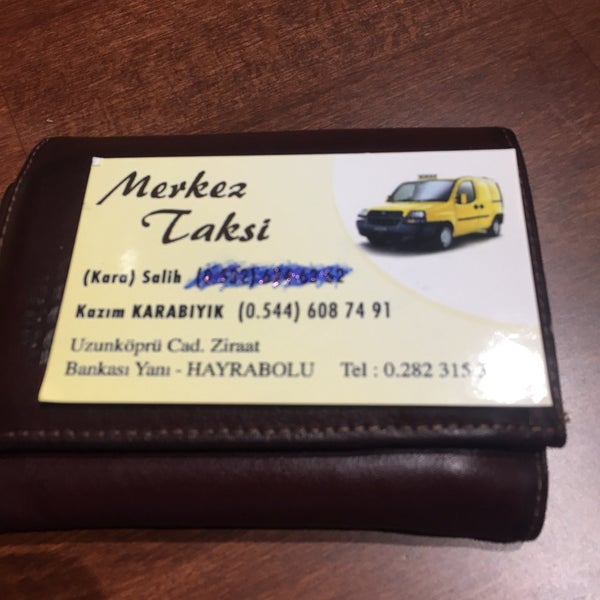 Merkez
Taksi
(Kara) Salih
Kazım KARABIYIK (0.544) 608 74 91
Uzunköprü Cad. Ziraat
Bankası Yanı - HAYRABOLU Tel : 0.282 315 3